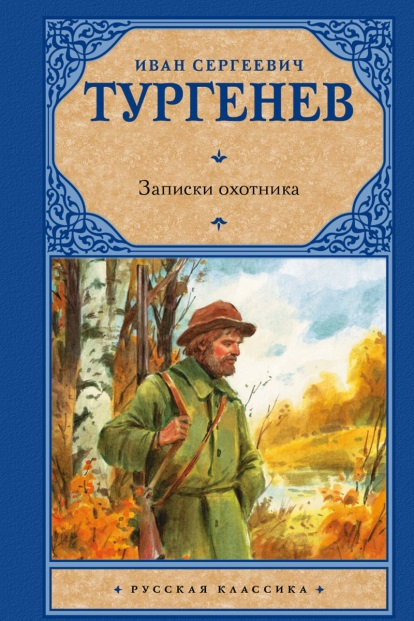 ИВАН СЕРГЕЕВИЧ
ТУРГЕНЕВ
Записки охотника
РУССКАЯ КЛАССИКА